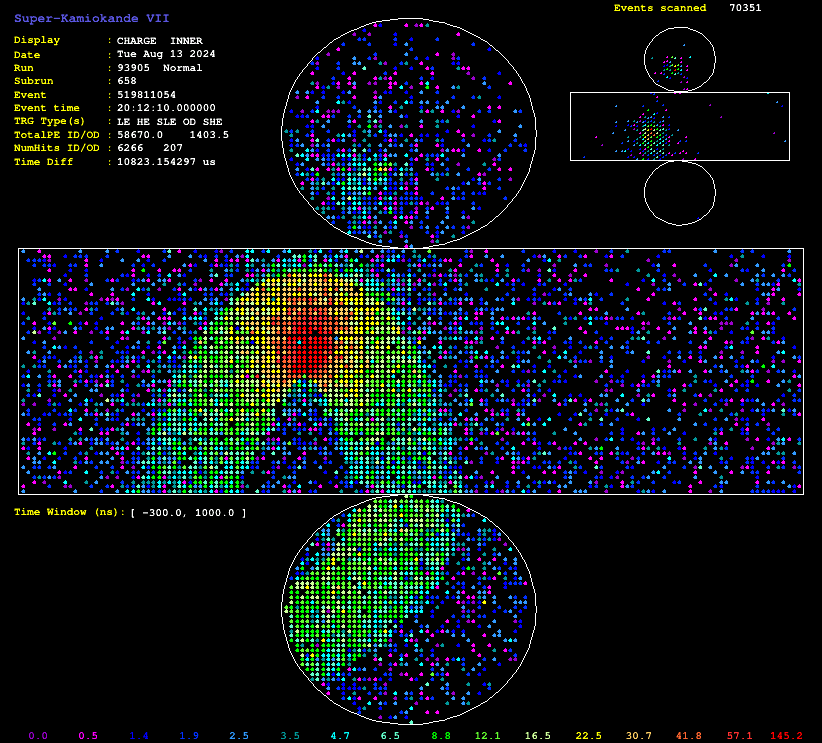 Super-Kamiokande VII
Events scanned 70351
Display : CHARGE INNER
Date : Tue Aug 13 2024
Run : 93905 Normal
Subrun : 658
Event : 519811054
Event time : 20:12:10.000000
TRG Type(s) : LE HE SLE OD SHE
TotalPE ID/OD : 58670.0 1403.5
NumHits ID/OD : 6266 207
Time Diff : 10823.154297 us
Time Window (ns): [ -300.0, 1000.0 ]
0.0 0.5 1.4 1.9 2.5 3.5 4.7 6.5 8.8 12.1 16.5 22.5 30.7 41.8 57.1 145.2